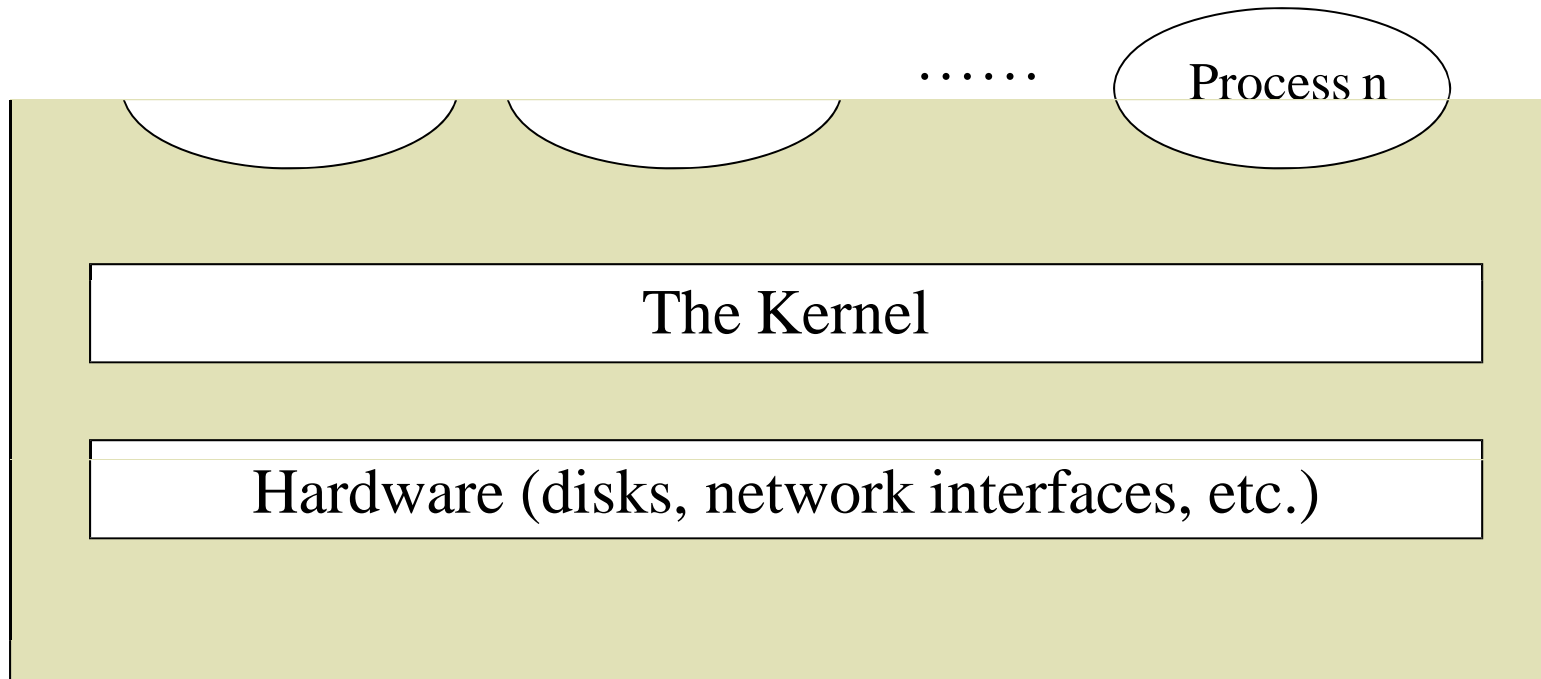 ......
Process n
The Kernel
Hardware (disks, network interfaces, etc.)